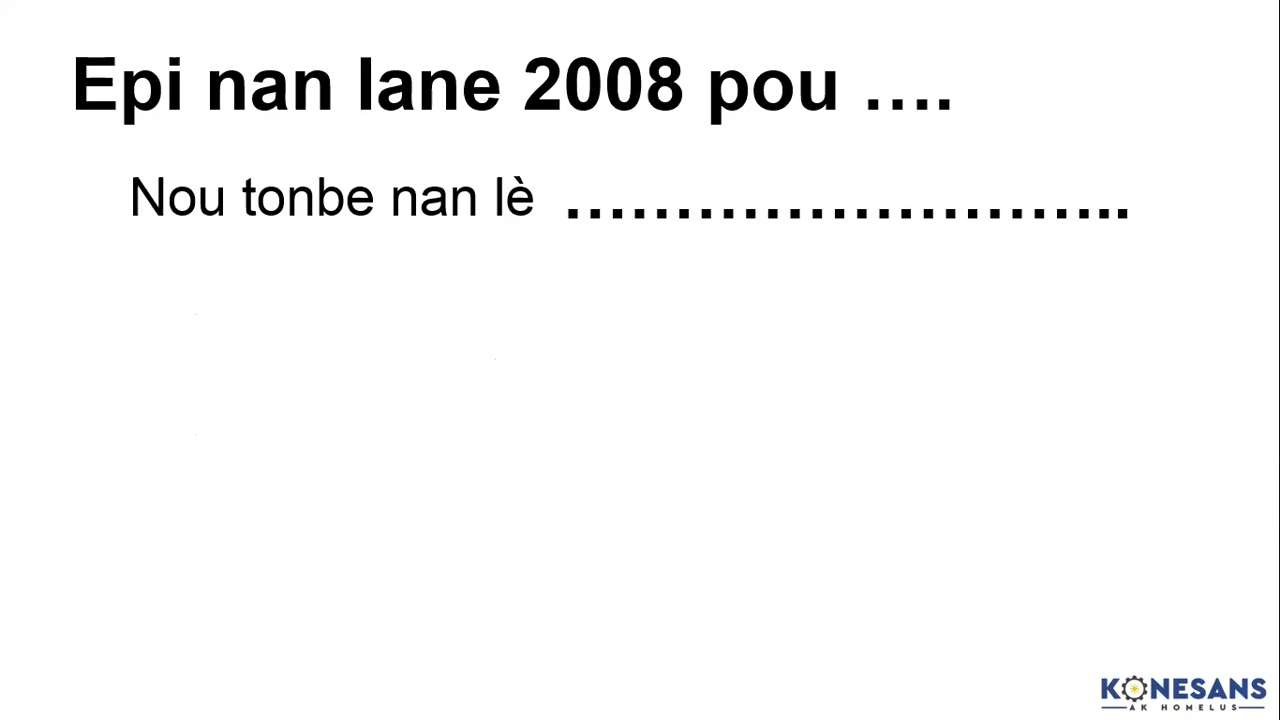 Epi nan lane 2008 pou ….
Nou tonbe nan lè ………………………..
KONESANS
AK HOMELUS